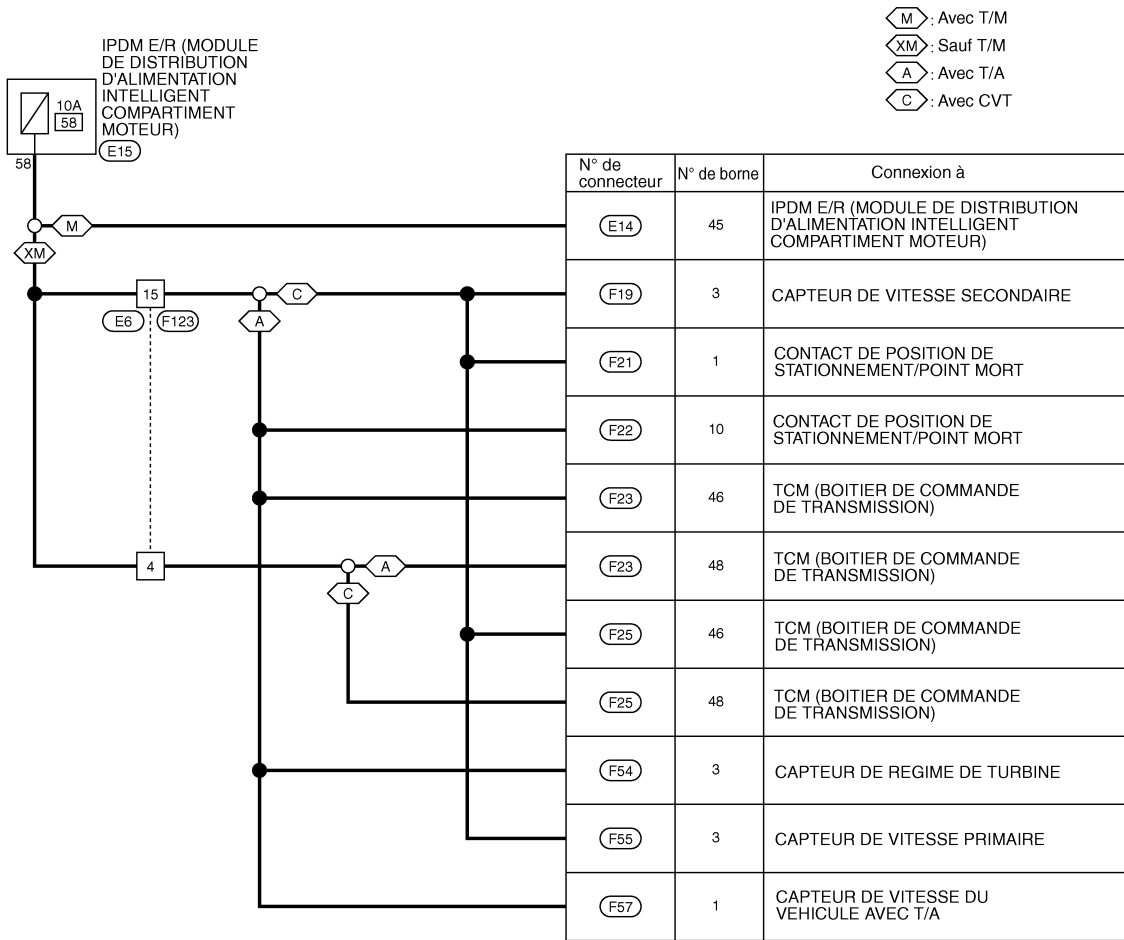 M : Avec T/M
XM : Sauf T/M
A : Avec T/A
C : Avec CVT
IPDM E/R (MODULE
DE DISTRIBUTION
D'ALIMENTATION
INTELLIGENT
COMPARTIMENT
MOTEUR)
E15
10A
58
58
M
XM
15
E6
F123
C
A
4
A
C
N° de
connecteur
N° de borne
Connexion à
E14
45
IPDM E/R (MODULE DE DISTRIBUTION
D'ALIMENTATION INTELLIGENT
COMPARTIMENT MOTEUR)
F19
3
CAPTEUR DE VITESSE SECONDAIRE
F21
1
CONTACT DE POSITION DE
STATIONNEMENT/POINT MORT
F22
10
CONTACT DE POSITION DE
STATIONNEMENT/POINT MORT
F23
46
TCM (BOITIER DE COMMANDE
DE TRANSMISSION)
F23
48
TCM (BOITIER DE COMMANDE
DE TRANSMISSION)
F25
46
TCM (BOITIER DE COMMANDE
DE TRANSMISSION)
F25
48
TCM (BOITIER DE COMMANDE
DE TRANSMISSION)
F54
3
CAPTEUR DE REGIME DE TURBINE
F55
3
CAPTEUR DE VITESSE PRIMAIRE
F57
1
CAPTEUR DE VITESSE DU
VEHICULE AVEC T/A